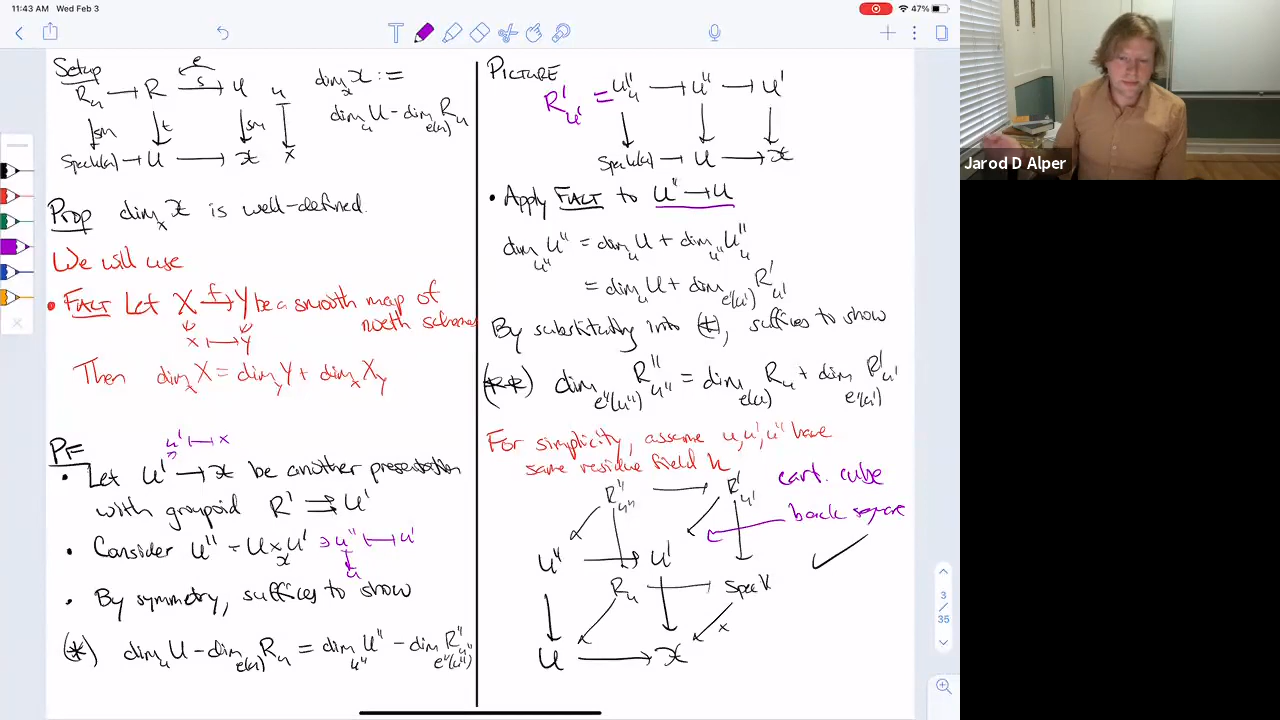 11:43 AM Wed Feb 3
47%
Setup
R_u → R →^s U u
e
dim_x 𝒳 :=
dim_u U − dim_{e(u)} R_u
sm t sm
Spec k(u) → U → 𝒳 x
Prop dim_x 𝒳 is well-defined.
We will use
• FACT Let X →^f Y be a smooth map of
noeth schemes
x ↦ y
Then dim_x X = dim_y Y + dim_x X_y
PF
u' ↦ x
• Let U' → 𝒳 be another presentation
with groupoid R' ⇉ U'
• Consider U'' = U ×_𝒳 U' ∋ u'' ↦ u'
u
• By symmetry, suffices to show
(*) dim_u U − dim_{e(u)} R_u = dim_{u''} U'' − dim_{e''(u'')} R''_{u''}
PICTURE
R'_{u'} = U''_u → U'' → U'
Spec k(u) → U → 𝒳
• Apply FACT to U'' → U
dim_{u''} U'' = dim_u U + dim_{u''} U''_u
= dim_u U + dim_{e'(u')} R'_{u'}
By substituting into (*), suffices to show
(**) dim_{e''(u'')} R''_{u''} = dim_{e(u)} R_u + dim_{e'(u')} R'_{u'}
For simplicity, assume u, u', u'' have
same residue field k
cart. cube
R''_{u''} → R'_{u'}
back square
U'' → U'
✓
R_u → Spec k
x
U → 𝒳
Jarod D Alper
3
/
35